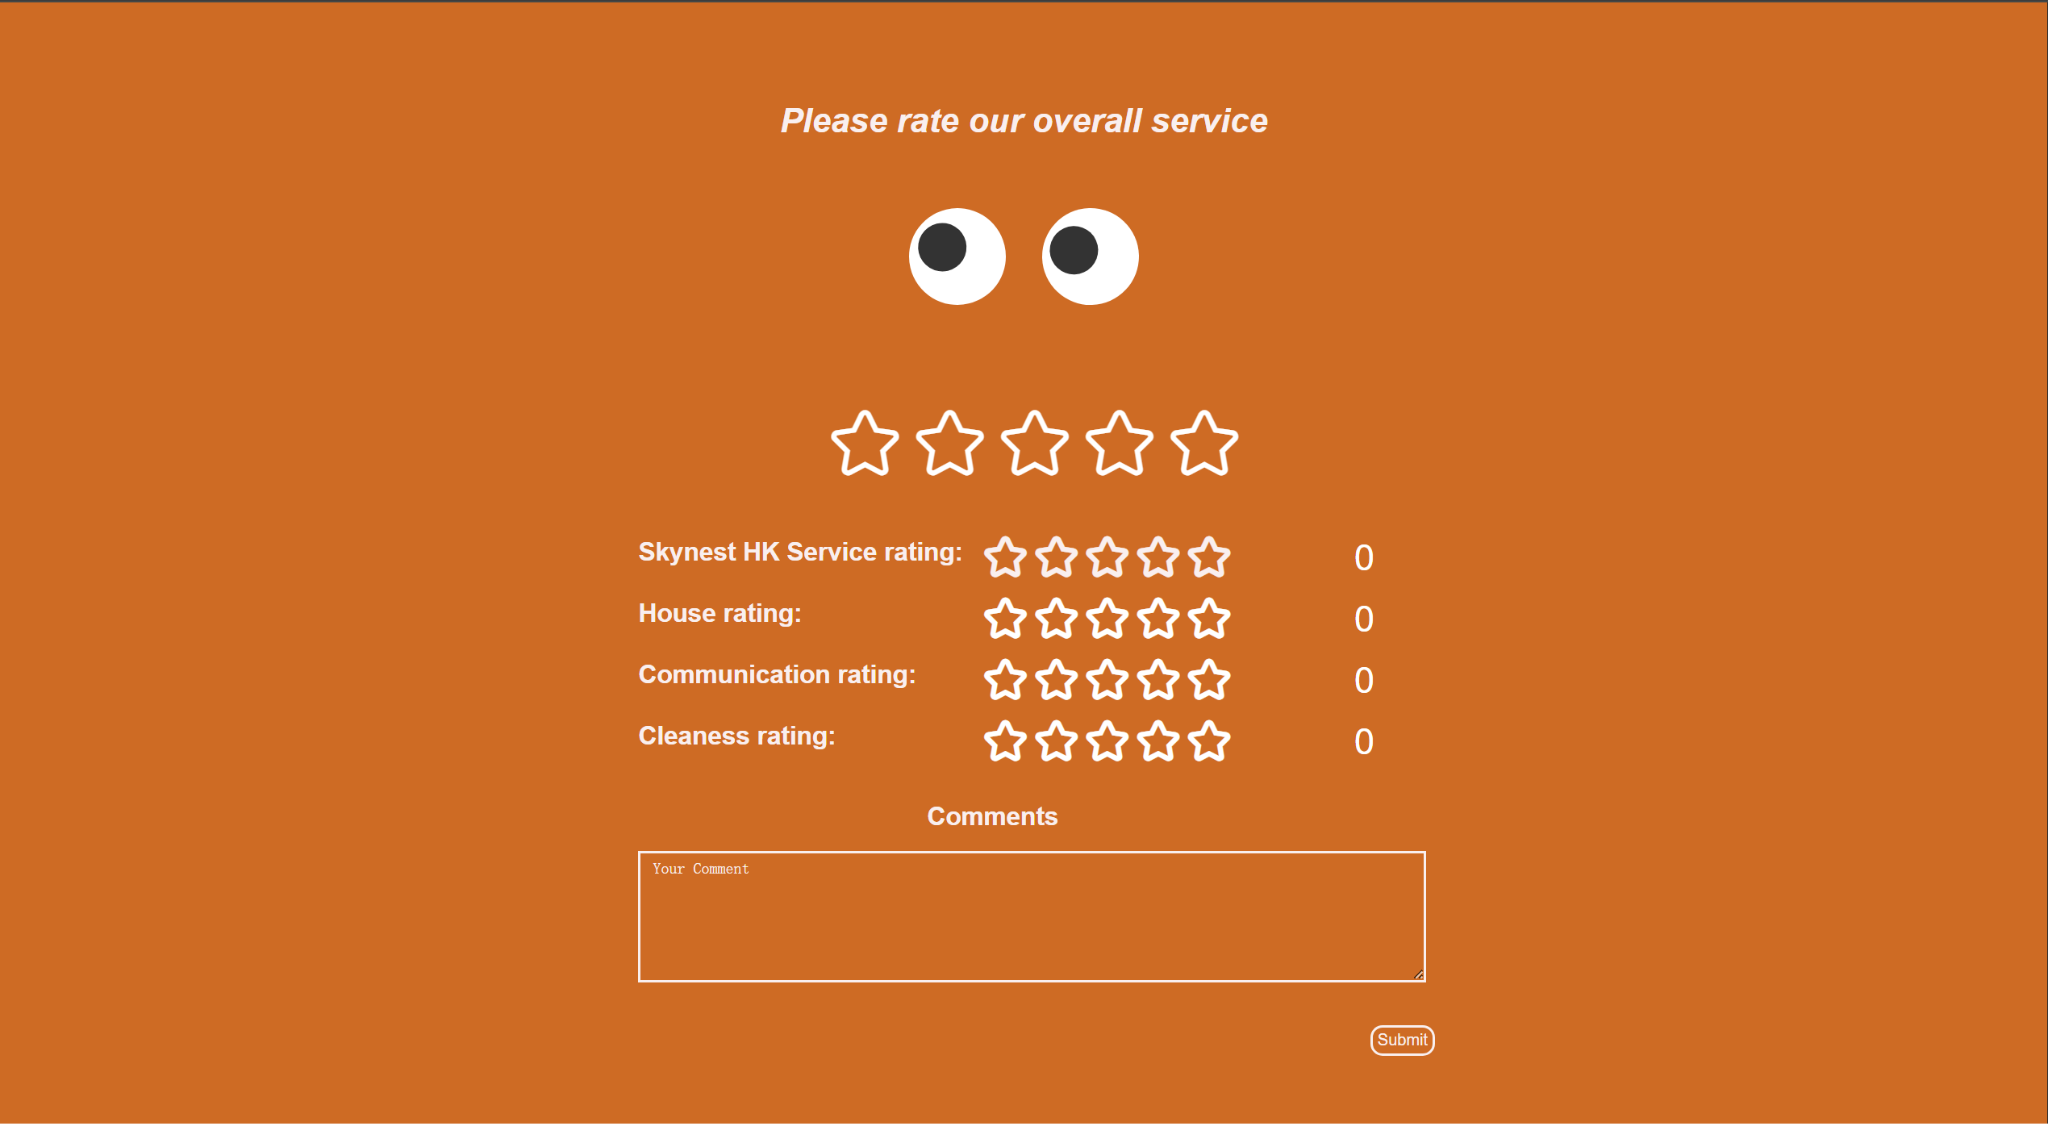 Please rate our overall service
Skynest HK Service rating: 0
House rating: 0
Communication rating: 0
Cleaness rating: 0
Comments
Your Comment
Submit